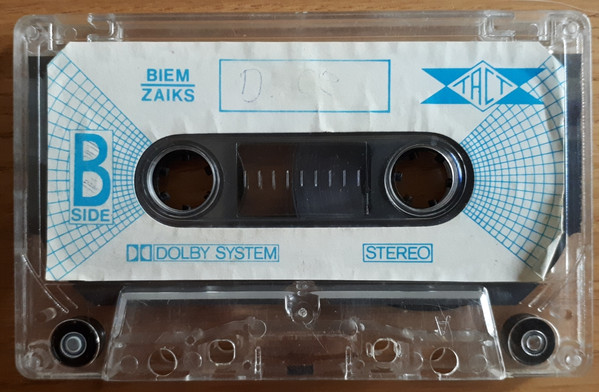 BIEM
ZAIKS
TACT
B
SIDE
DOLBY SYSTEM
STEREO
A